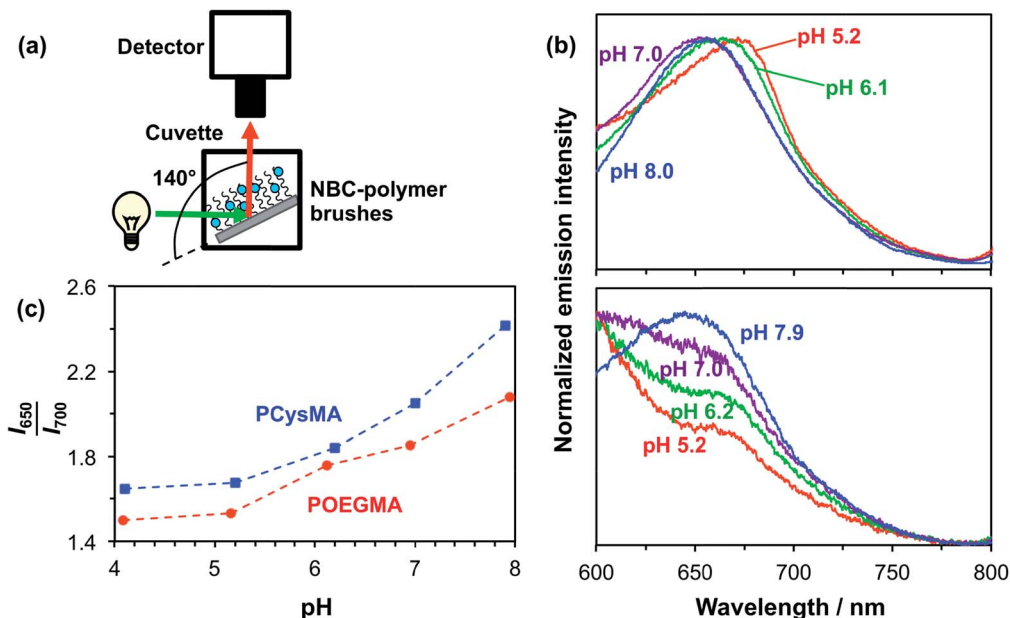 (a)
Detector
Cuvette
140°
NBC-polymer
brushes
(b)
Normalized emission intensity
pH 7.0
pH 5.2
pH 6.1
pH 8.0
pH 7.9
pH 7.0
pH 6.2
pH 5.2
600
650
700
750
800
Wavelength / nm
(c)
I650
I700
2.6
2.2
1.8
1.4
PCysMA
POEGMA
4
5
6
7
8
pH